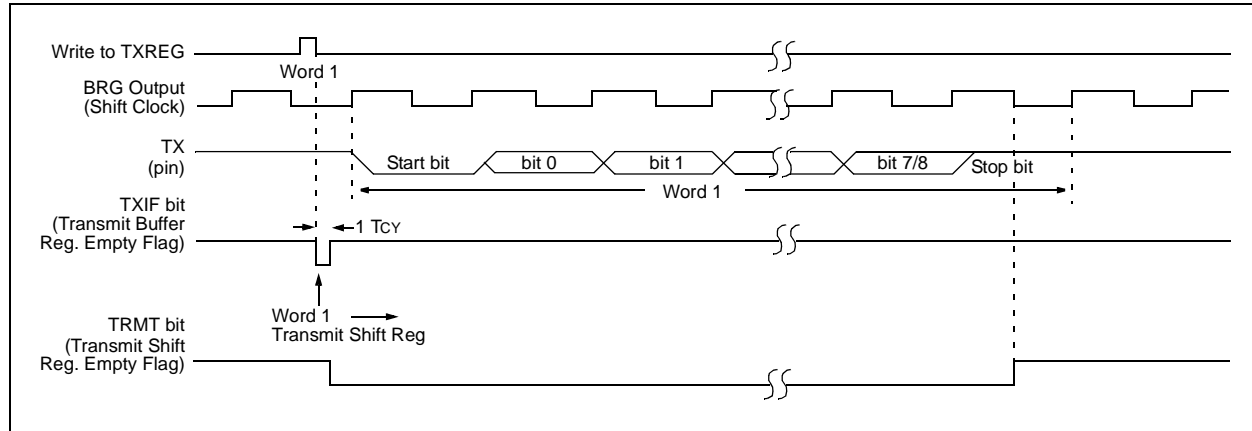 Write to TXREG
Word 1
BRG Output
(Shift Clock)
TX
(pin)
Start bit
bit 0
bit 1
bit 7/8
Stop bit
Word 1
TXIF bit
(Transmit Buffer
Reg. Empty Flag)
1 TCY
Word 1
Transmit Shift Reg
TRMT bit
(Transmit Shift
Reg. Empty Flag)